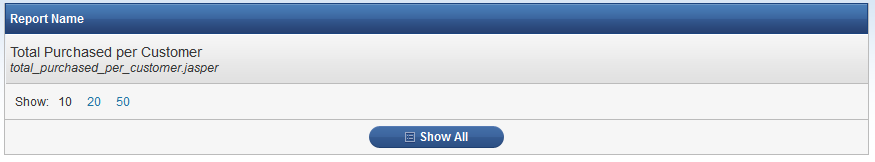 Report Name
Total Purchased per Customer
total_purchased_per_customer.jasper
Show: 10 20 50
Show All